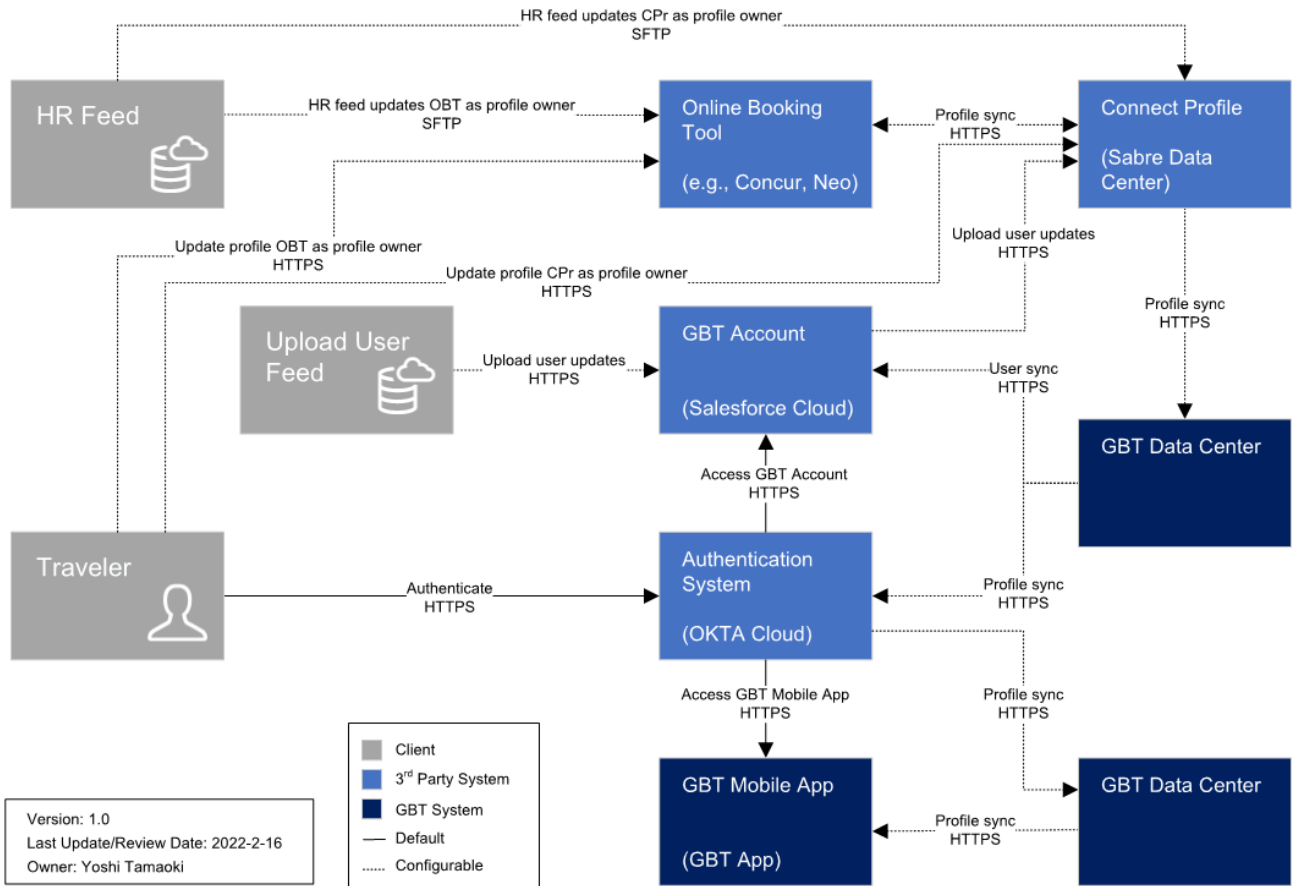 HR feed updates CPr as profile owner
SFTP
HR Feed
HR feed updates OBT as profile owner
SFTP
Online Booking
Tool
(e.g., Concur, Neo)
Profile sync
HTTPS
Connect Profile
(Sabre Data
Center)
Update profile OBT as profile owner
HTTPS
Update profile CPr as profile owner
HTTPS
Upload user updates
HTTPS
Profile sync
HTTPS
Upload User
Feed
Upload user updates
HTTPS
GBT Account
(Salesforce Cloud)
User sync
HTTPS
GBT Data Center
Access GBT Account
HTTPS
Traveler
Authenticate
HTTPS
Authentication
System
(OKTA Cloud)
Profile sync
HTTPS
Access GBT Mobile App
HTTPS
Profile sync
HTTPS
Client
3rd Party System
GBT System
Default
Configurable
GBT Mobile App
(GBT App)
Profile sync
HTTPS
GBT Data Center
Version: 1.0
Last Update/Review Date: 2022-2-16
Owner: Yoshi Tamaoki